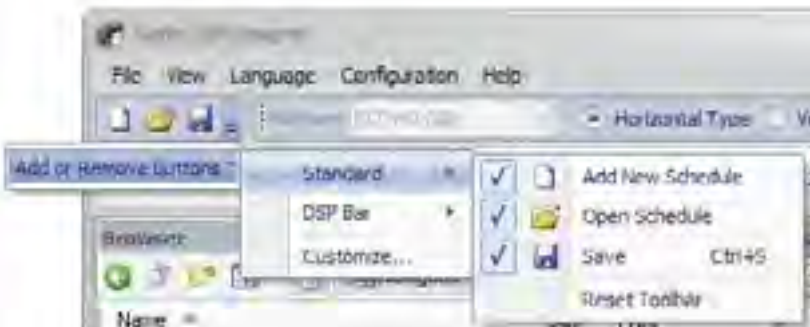 File View Language Configuration Help
Horizontal Type
Add or Remove Buttons
Standard
Add New Schedule
DSP Bar
Open Schedule
Customize...
Save Ctrl+S
Reset Toolbar
Browser
Name